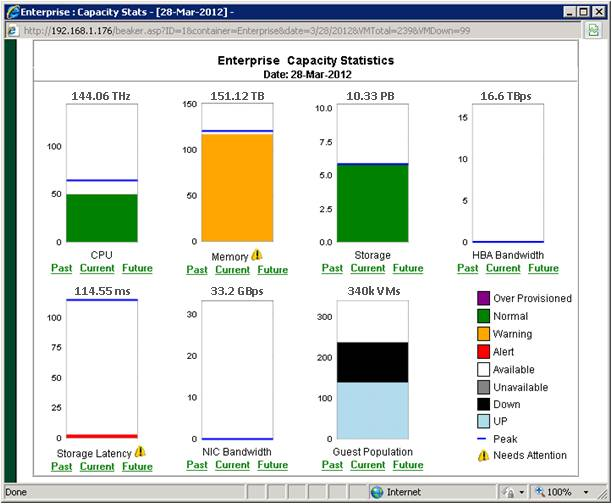 Enterprise : Capacity Stats - [28-Mar-2012] -
http://192.168.1.176/beaker.asp?ID=1&container=Enterprise&date=3/28/2012&VMTotal=239&VMDown=99
Enterprise Capacity Statistics
Date: 28-Mar-2012
144.06 THz
151.12 TB
10.33 PB
16.6 TBps
100
50
0
150
100
50
0
10.0
7.5
5.0
2.5
0.0
15
10
5
0
CPU
Memory
Storage
HBA Bandwidth
Past Current Future
Past Current Future
Past Current Future
Past Current Future
114.55 ms
33.2 GBps
340k VMs
100
75
50
25
0
30
20
10
0
300
200
100
0
Over Provisioned
Normal
Warning
Alert
Available
Unavailable
Down
UP
Peak
Needs Attention
Storage Latency
NIC Bandwidth
Guest Population
Past Current Future
Past Current Future
Past Current Future
Done
Internet
100%